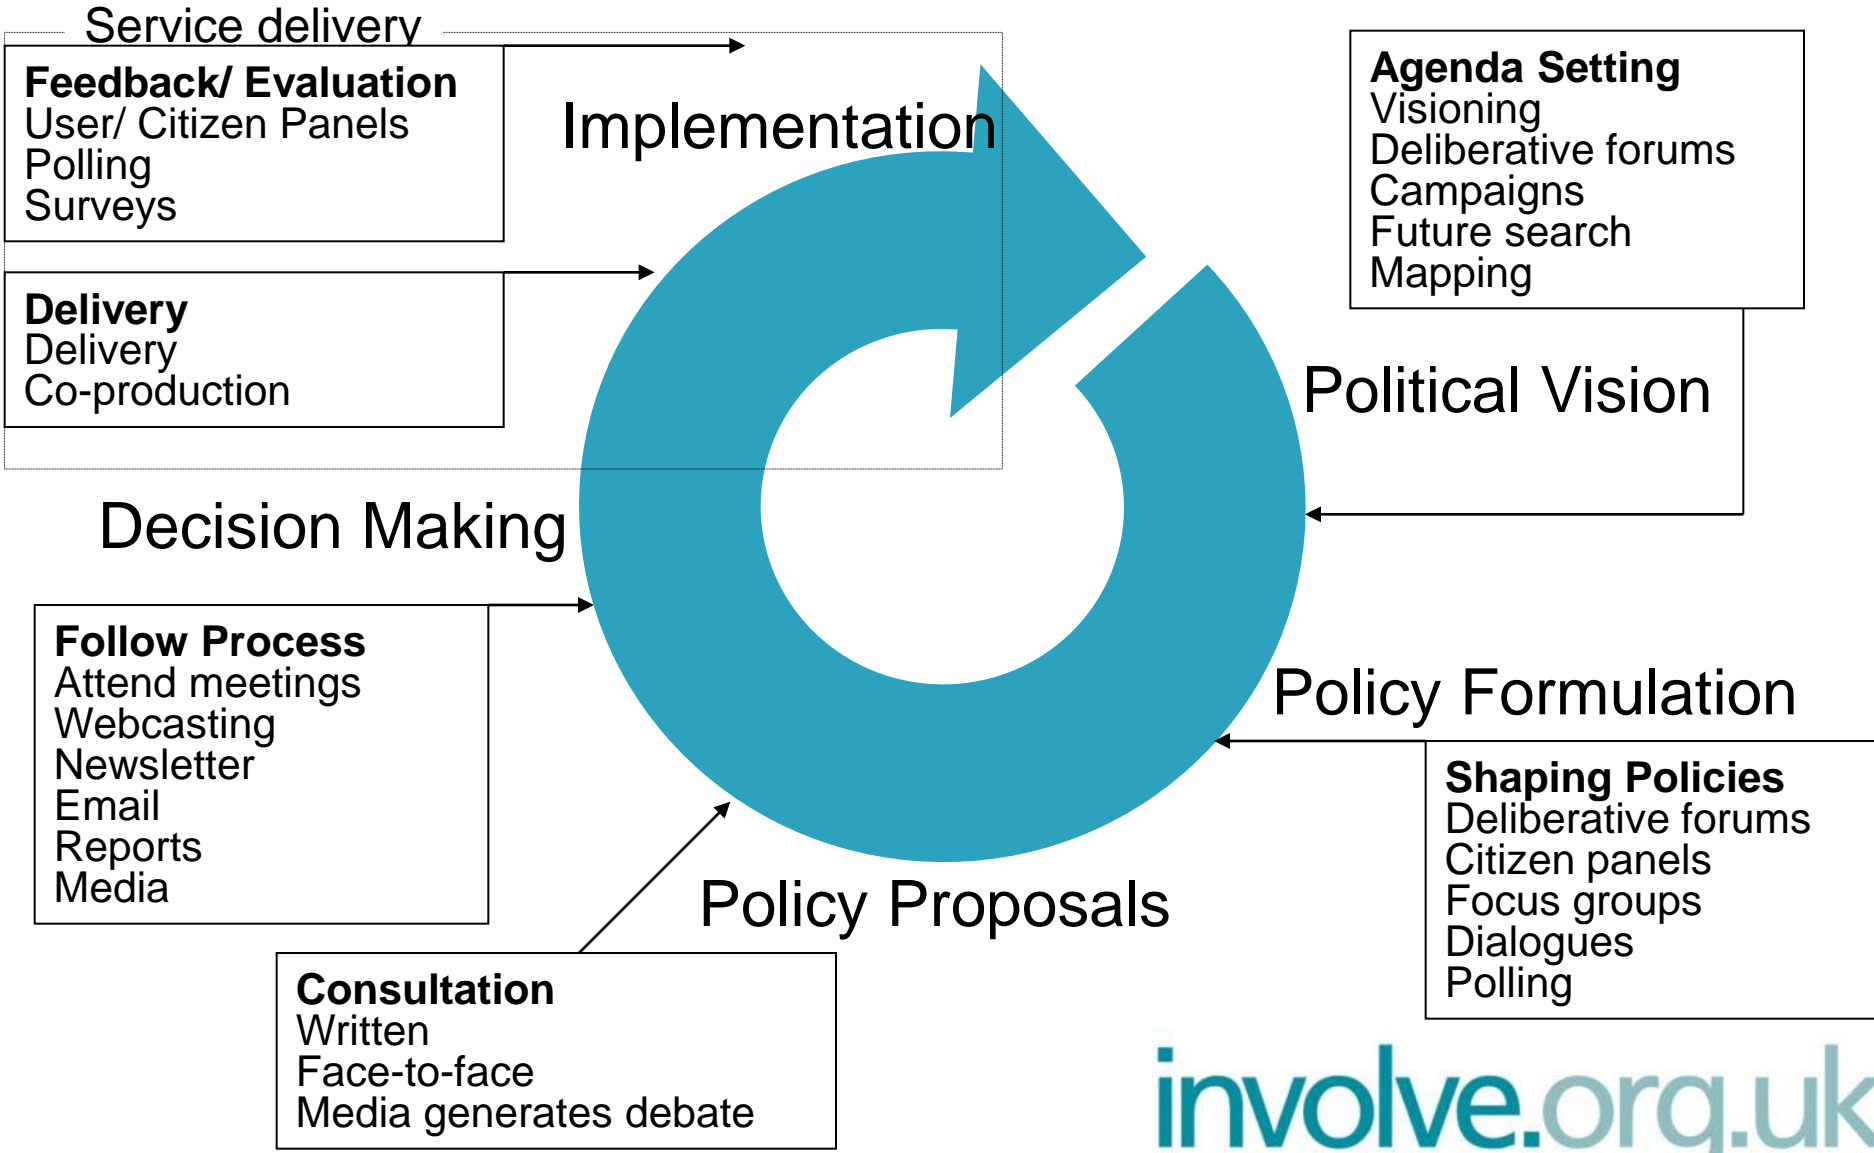 Service delivery
Feedback/ Evaluation
User/ Citizen Panels
Polling
Surveys
Implementation
Agenda Setting
Visioning
Deliberative forums
Campaigns
Future search
Mapping
Delivery
Delivery
Co-production
Political Vision
Decision Making
Follow Process
Attend meetings
Webcasting
Newsletter
Email
Reports
Media
Policy Formulation
Shaping Policies
Deliberative forums
Citizen panels
Focus groups
Dialogues
Polling
Policy Proposals
Consultation
Written
Face-to-face
Media generates debate
involve.org.uk